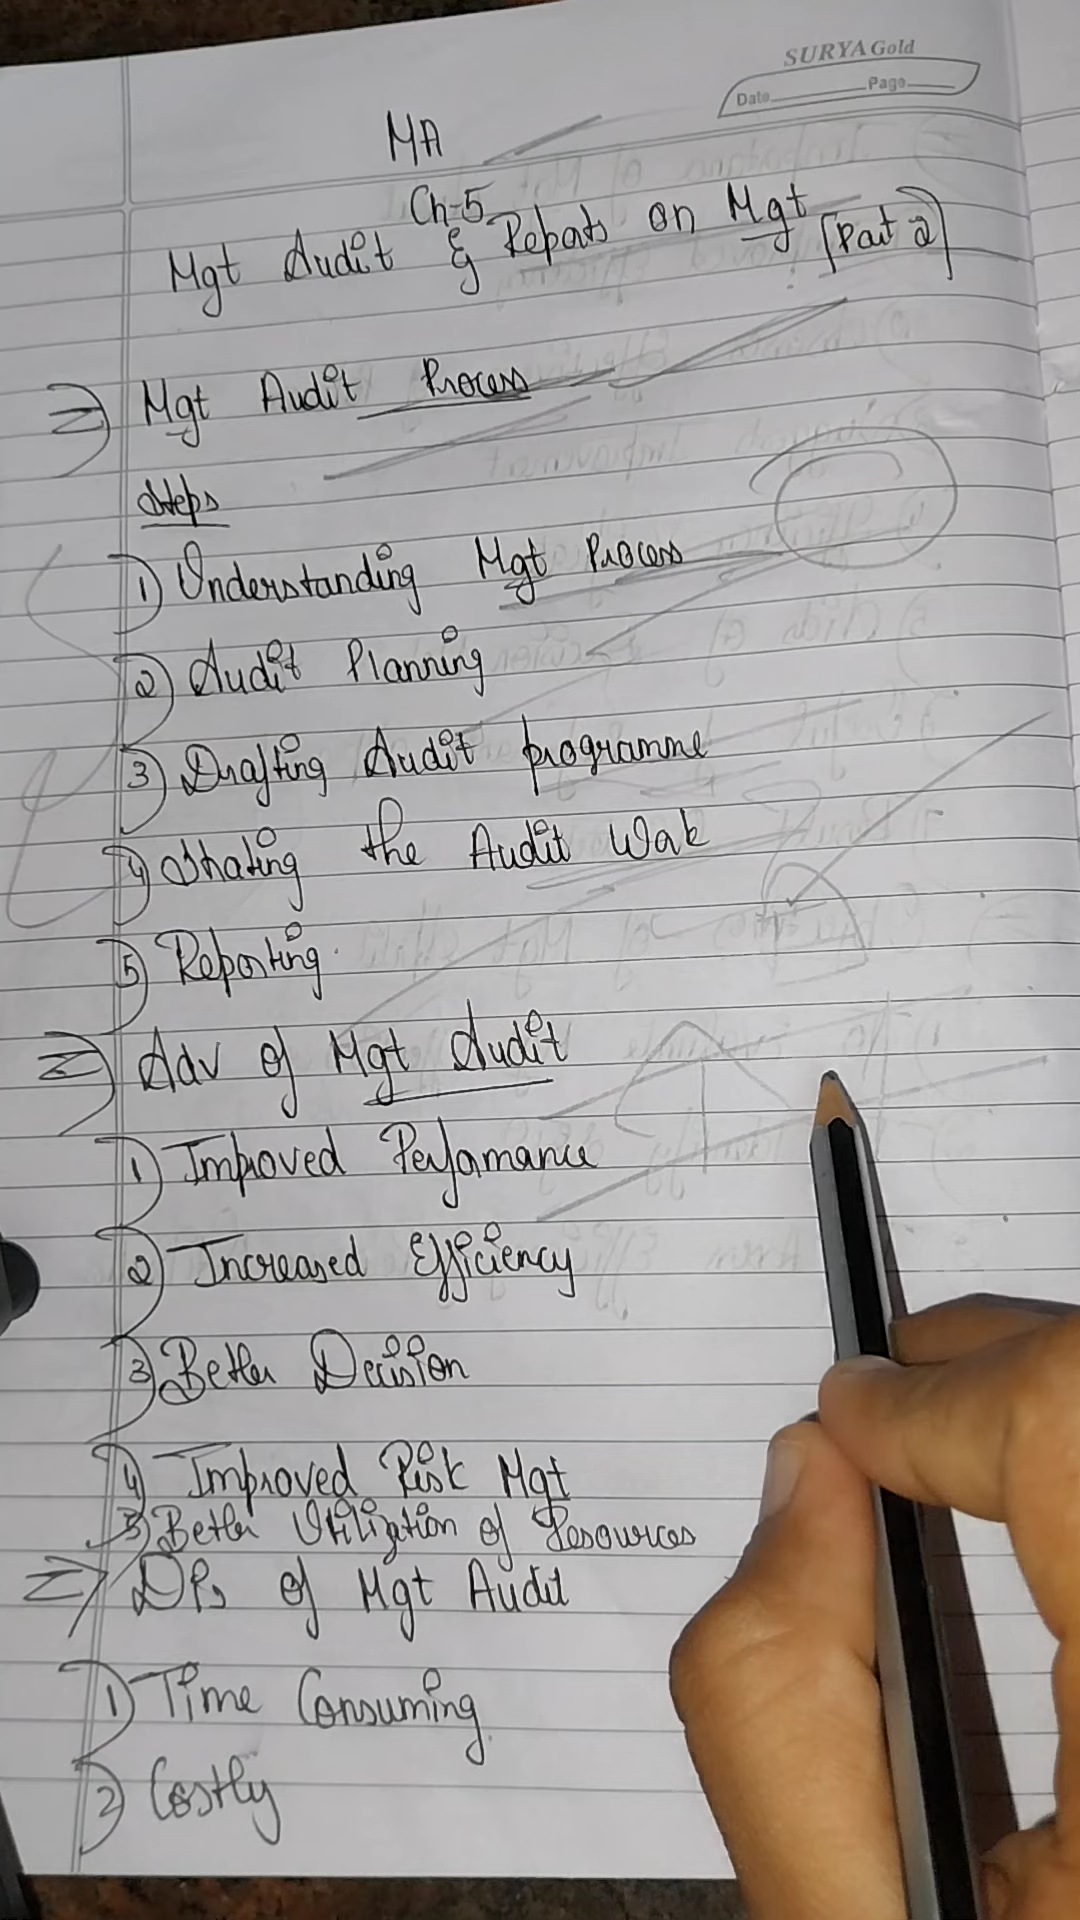 SURYA Gold
Date Page
MA
Ch-5
Mgt Audit & Reports on Mgt (Part 2)
Mgt Audit Process
Steps
1) Understanding Mgt Process
2) Audit Planning
3) Drafting Audit programme
4) Starting the Audit Work
5) Reporting
Adv of Mgt Audit
1) Improved Performance
2) Increased Efficiency
3) Better Decision
4) Improved Risk Mgt
5) Better Utilization of Resources
of Mgt Audit
1) Time Consuming
2) Costly